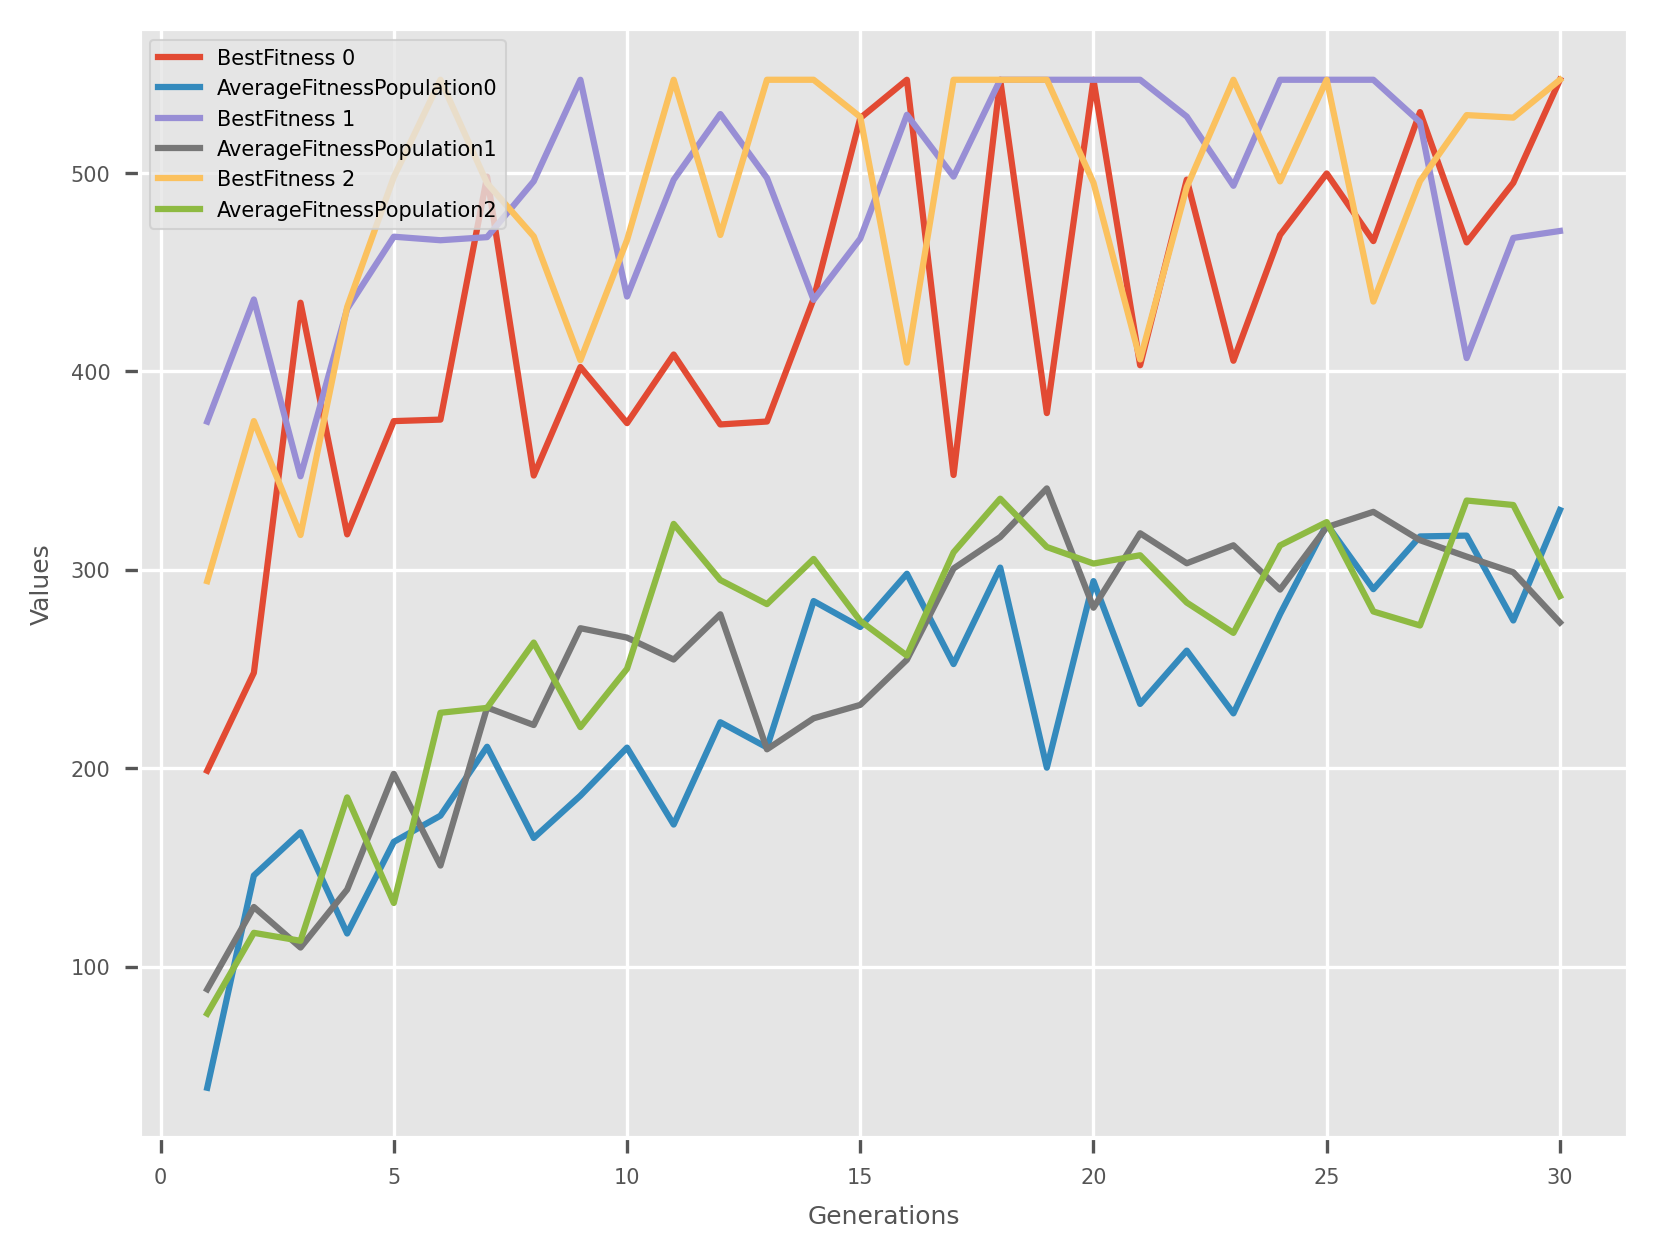 BestFitness 0
AverageFitnessPopulation0
BestFitness 1
AverageFitnessPopulation1
BestFitness 2
AverageFitnessPopulation2
500
400
300
200
100
Values
0 5 10 15 20 25 30
Generations